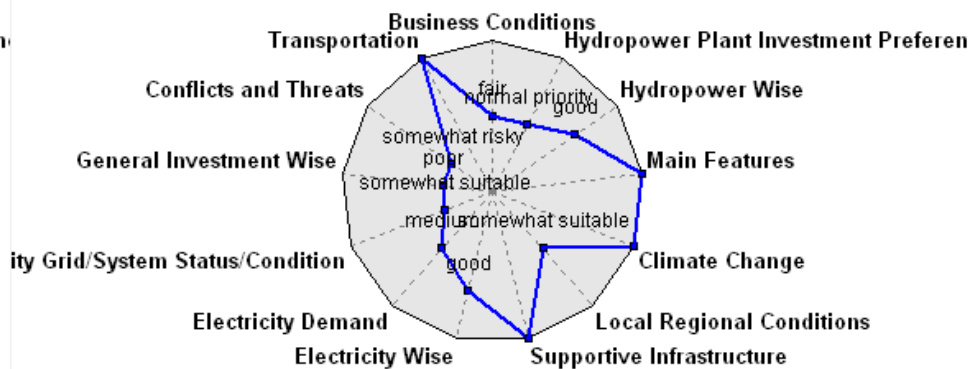 Business Conditions
Transportation
Hydropower Plant Investment Preferen
Conflicts and Threats
fair
normal priority
good
Hydropower Wise
somewhat risky
General Investment Wise
poor
Main Features
somewhat suitable
medium
somewhat suitable
ity Grid/System Status/Condition
good
Climate Change
Electricity Demand
Local Regional Conditions
Electricity Wise
Supportive Infrastructure